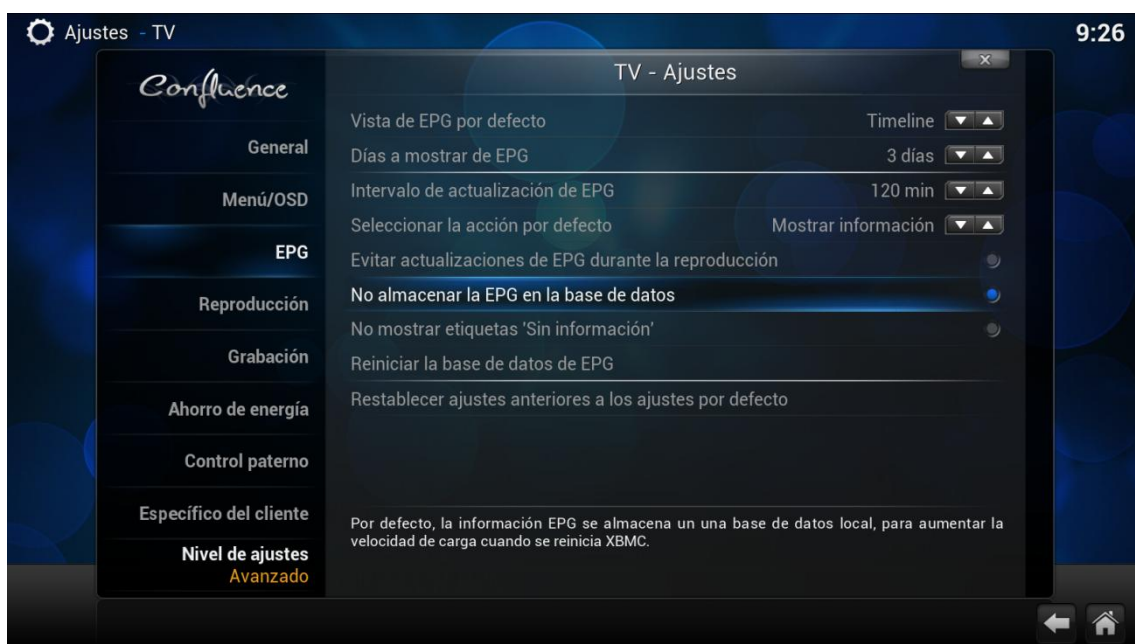 Ajustes - TV
9:26
Confluence
TV - Ajustes
General
Menú/OSD
EPG
Reproducción
Grabación
Ahorro de energía
Control paterno
Específico del cliente
Nivel de ajustes
Avanzado
Vista de EPG por defecto Timeline
Días a mostrar de EPG 3 días
Intervalo de actualización de EPG 120 min
Seleccionar la acción por defecto Mostrar información
Evitar actualizaciones de EPG durante la reproducción
No almacenar la EPG en la base de datos
No mostrar etiquetas 'Sin información'
Reiniciar la base de datos de EPG
Restablecer ajustes anteriores a los ajustes por defecto
Por defecto, la información EPG se almacena un una base de datos local, para aumentar la
velocidad de carga cuando se reinicia XBMC.